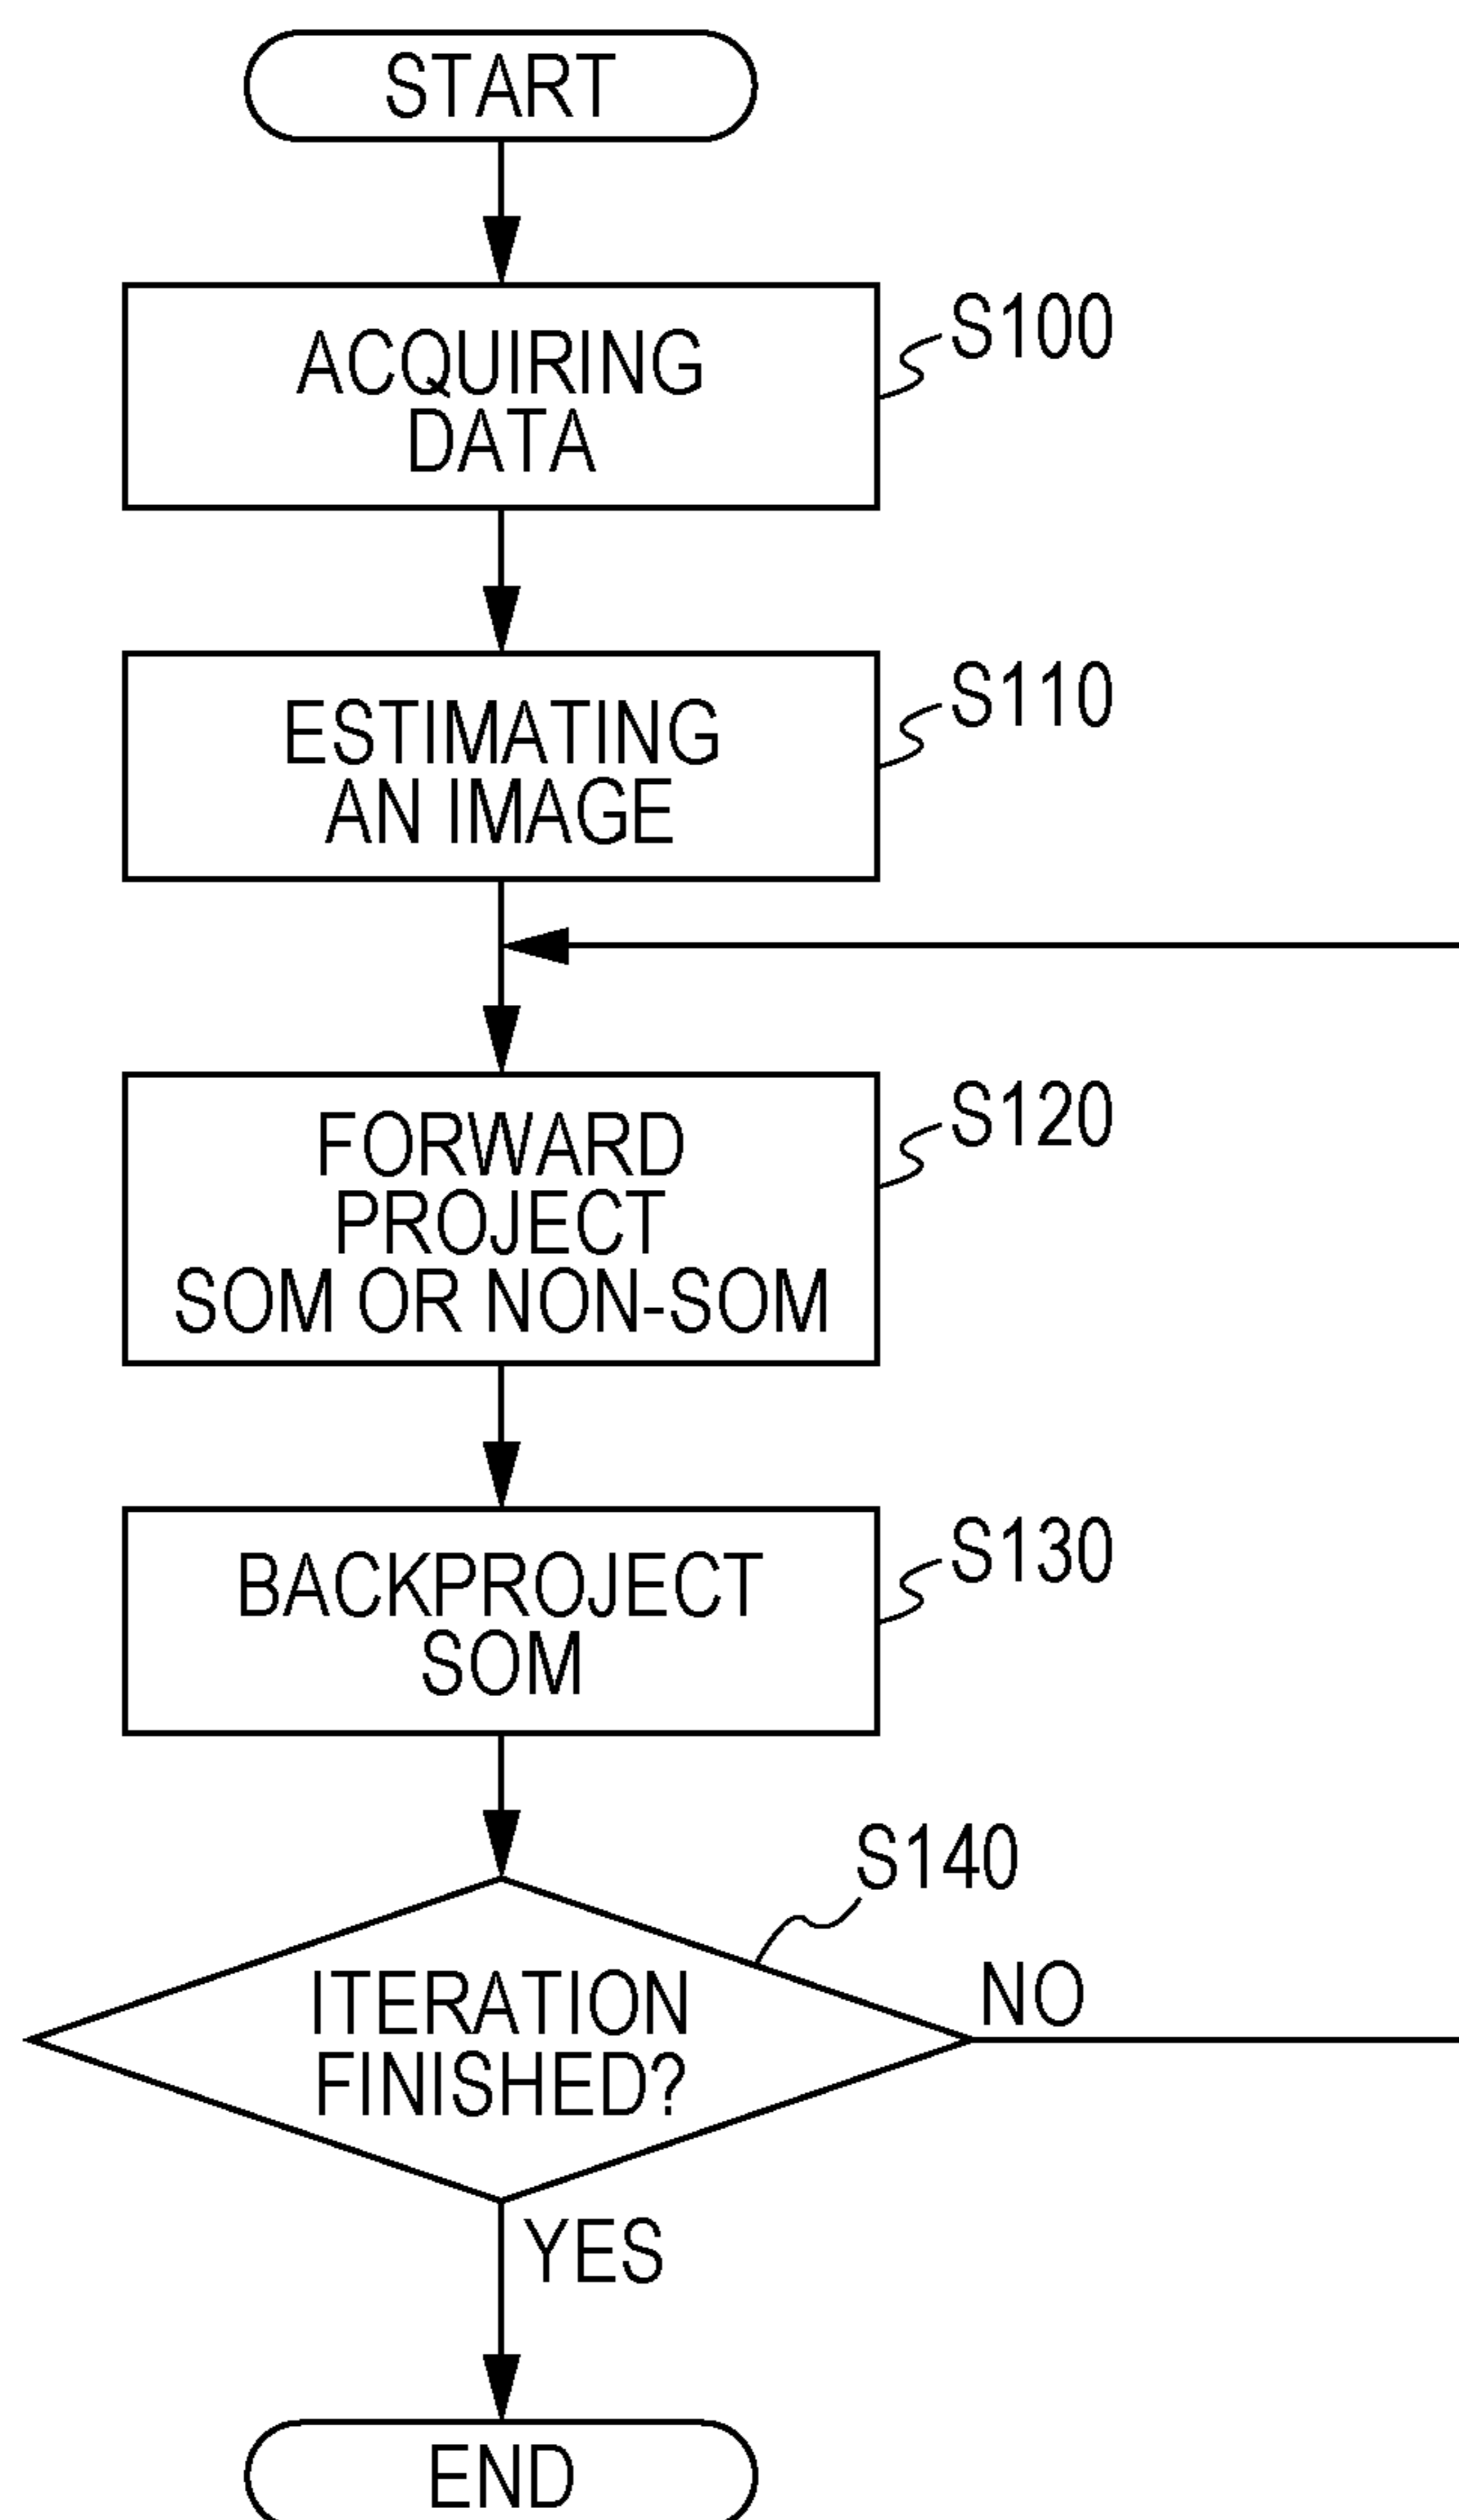 START
ACQUIRING
DATA
S100
ESTIMATING
AN IMAGE
S110
FORWARD
PROJECT
SOM OR NON-SOM
S120
BACKPROJECT
SOM
S130
S140
ITERATION
FINISHED?
NO
YES
END